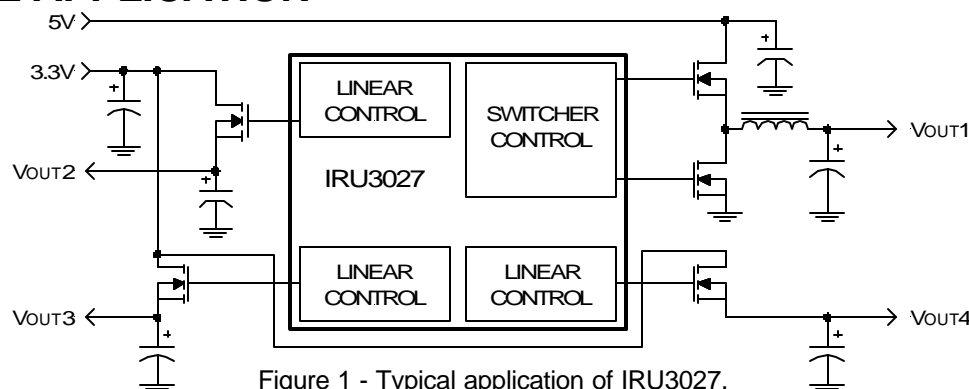 5V
3.3V
LINEAR
CONTROL
SWITCHER
CONTROL
VOUT1
VOUT2
IRU3027
LINEAR
CONTROL
LINEAR
CONTROL
VOUT3
VOUT4
Figure 1 - Typical application of IRU3027.